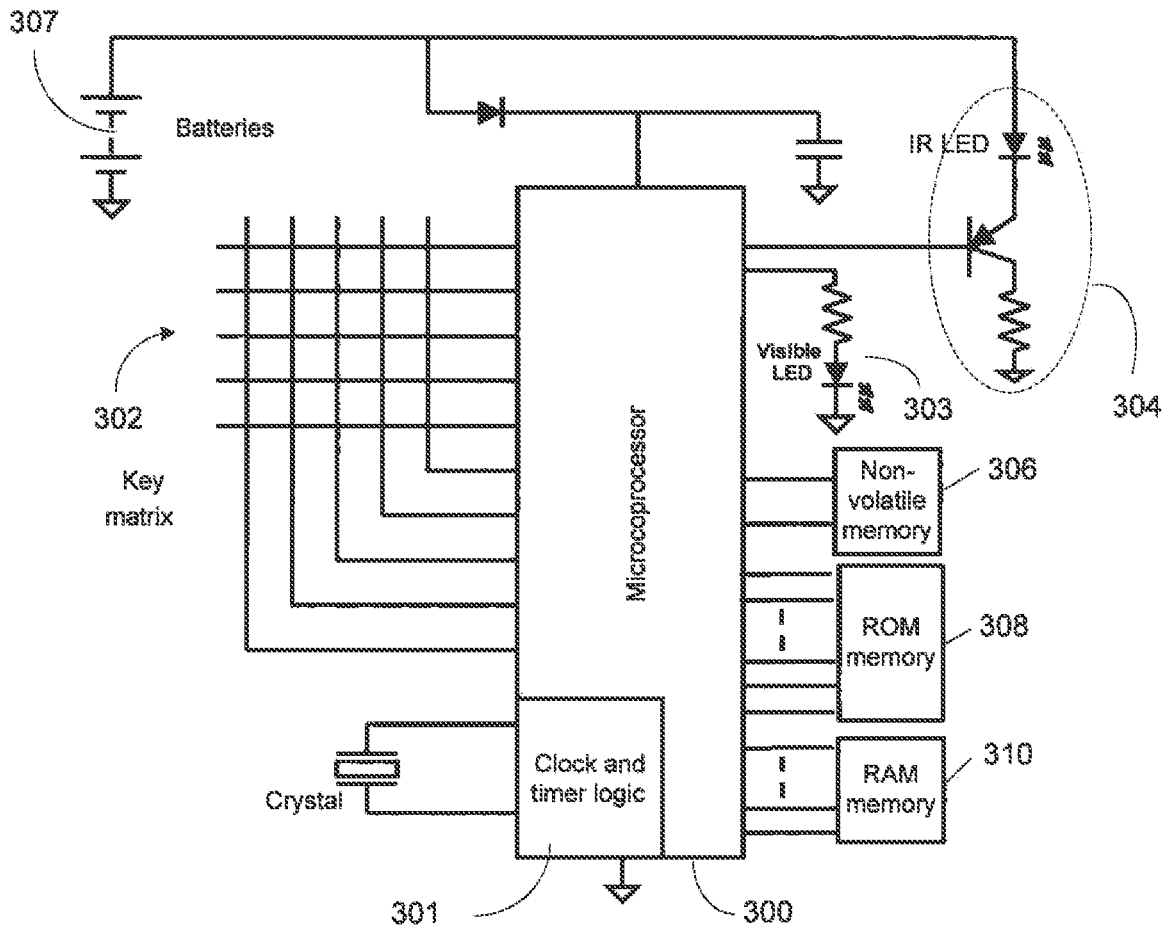 307
Batteries
IR LED
302
Key
matrix
Visible
LED
303
304
Microcoprocessor
Non-
volatile
memory
306
ROM
memory
308
RAM
memory
310
Crystal
Clock and
timer logic
301
300